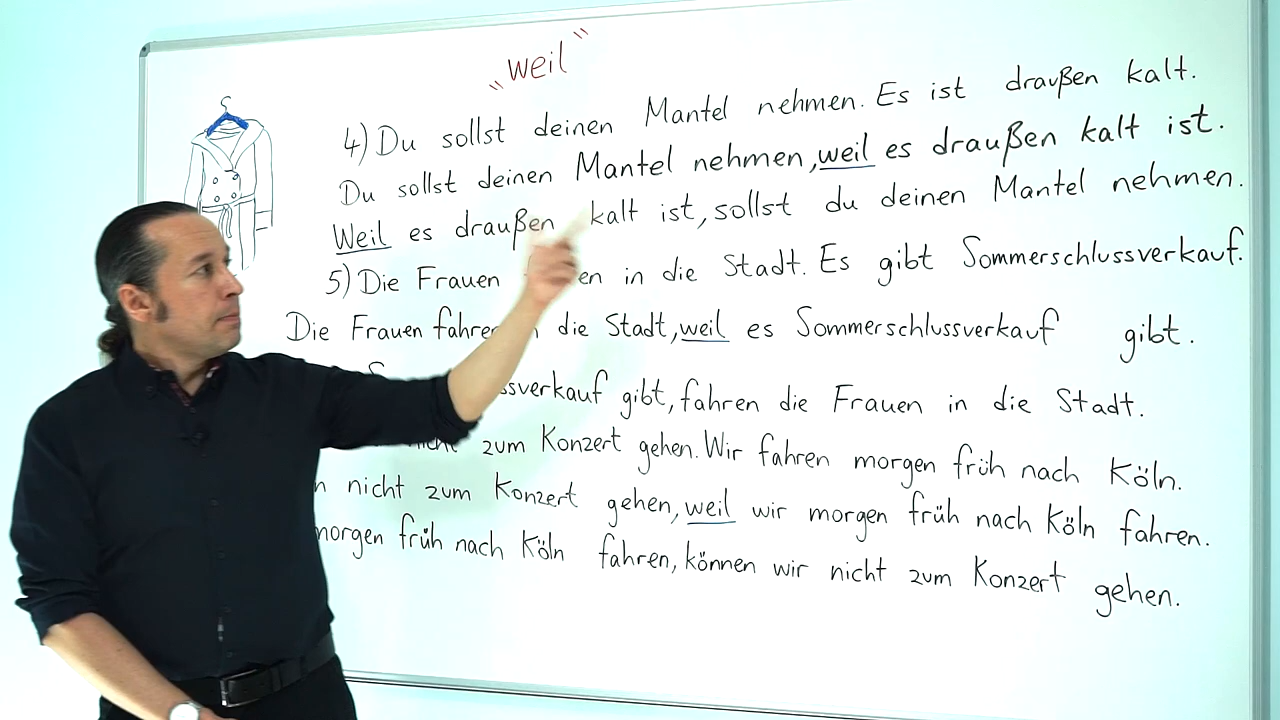 "weil"
4) Du sollst deinen Mantel nehmen. Es ist draußen kalt.
Du sollst deinen Mantel nehmen, weil es draußen kalt ist.
Weil es draußen kalt ist, sollst du deinen Mantel nehmen.
5) Die Frauen in die Stadt. Es gibt Sommerschlussverkauf.
Die Frauen die Stadt, weil es Sommerschlussverkauf gibt.
gibt, fahren die Frauen in die Stadt.
nicht zum Konzert gehen. Wir fahren morgen früh nach Köln.
nicht zum Konzert gehen, weil wir morgen früh nach Köln fahren.
morgen früh nach Köln fahren, können wir nicht zum Konzert gehen.